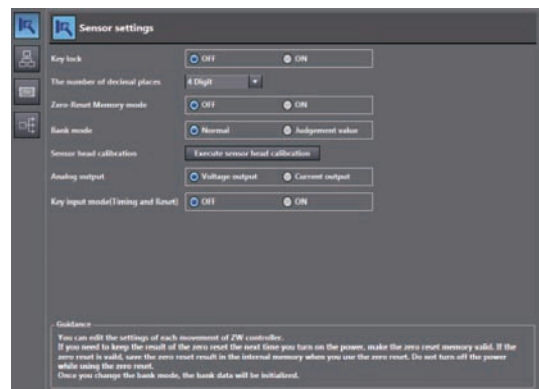 Sensor settings
Key lock OFF ON
The number of decimal places 4 Digit
Zero-Reset Memory mode OFF ON
Bank mode Normal Judgement value
Sensor head calibration Execute sensor head calibration
Analog output Voltage output Current output
Key input mode(Timing and Reset) OFF ON
Guidance
You can edit the settings of each movement of ZW controller.
If you need to keep the result of the zero reset the next time you turn on the power, make the zero reset memory valid. If the
zero reset is vaild, save the zero reset result in the internal memory when you use the zero reset. Do not turn off the power
while using the zero reset.
Once you change the bank mode, the bank data will be initialized.